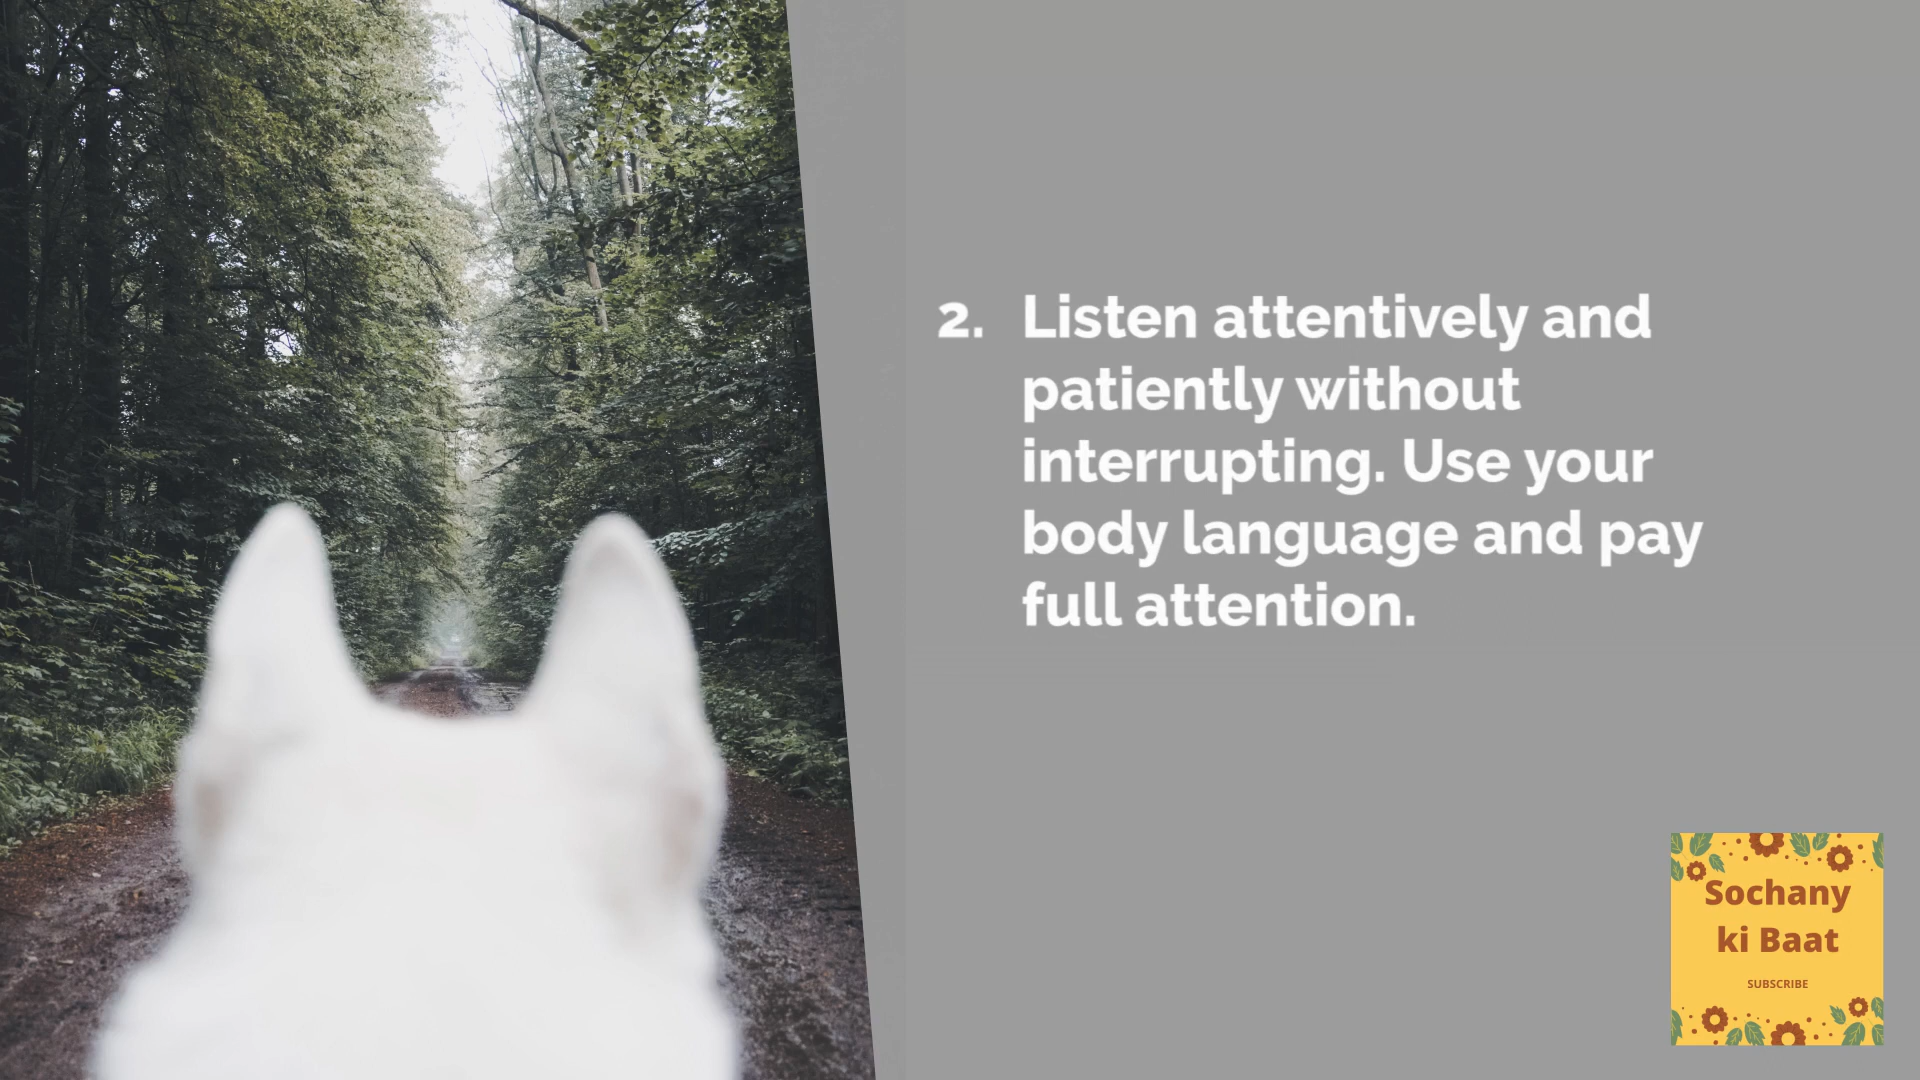 2. Listen attentively and
patiently without
interrupting. Use your
body language and pay
full attention.
Sochany
ki Baat
SUBSCRIBE